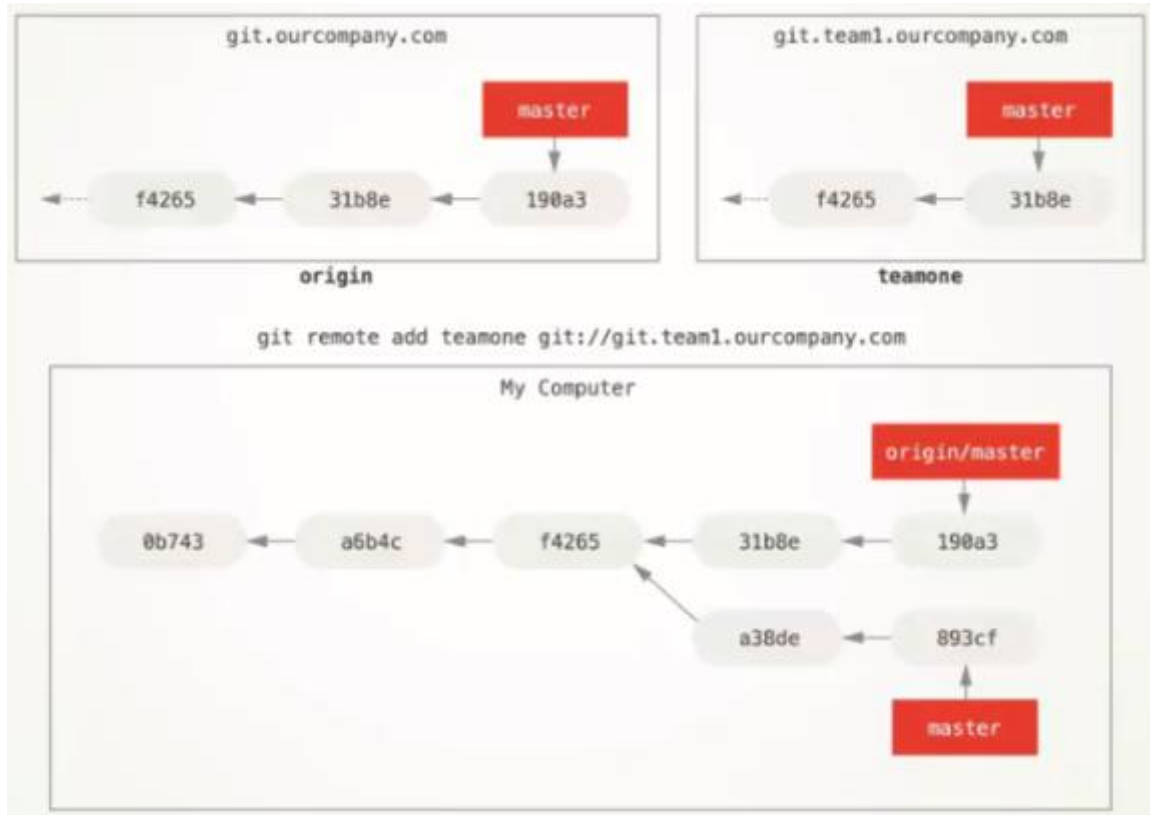 git.ourcompany.com
master
f4265 31b8e 190a3
origin
git.team1.ourcompany.com
master
f4265 31b8e
teamone
git remote add teamone git://git.team1.ourcompany.com
My Computer
origin/master
0b743 a6b4c f4265 31b8e 190a3
a38de 893cf
master